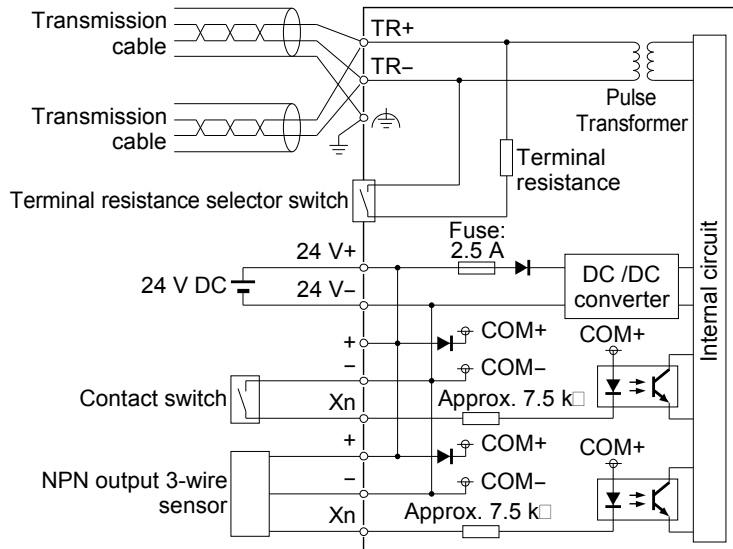 Transmission
cable
TR+
TR−
Pulse
Transformer
Transmission
cable
Terminal
resistance
Terminal resistance selector switch
Fuse:
2.5 A
24 V+
24 V DC
24 V−
DC /DC
converter
Internal circuit
+
COM+
COM+
−
COM−
Contact switch
Xn
Approx. 7.5 k□
+
COM+
COM+
NPN output 3-wire
sensor
−
COM−
Xn
Approx. 7.5 k□